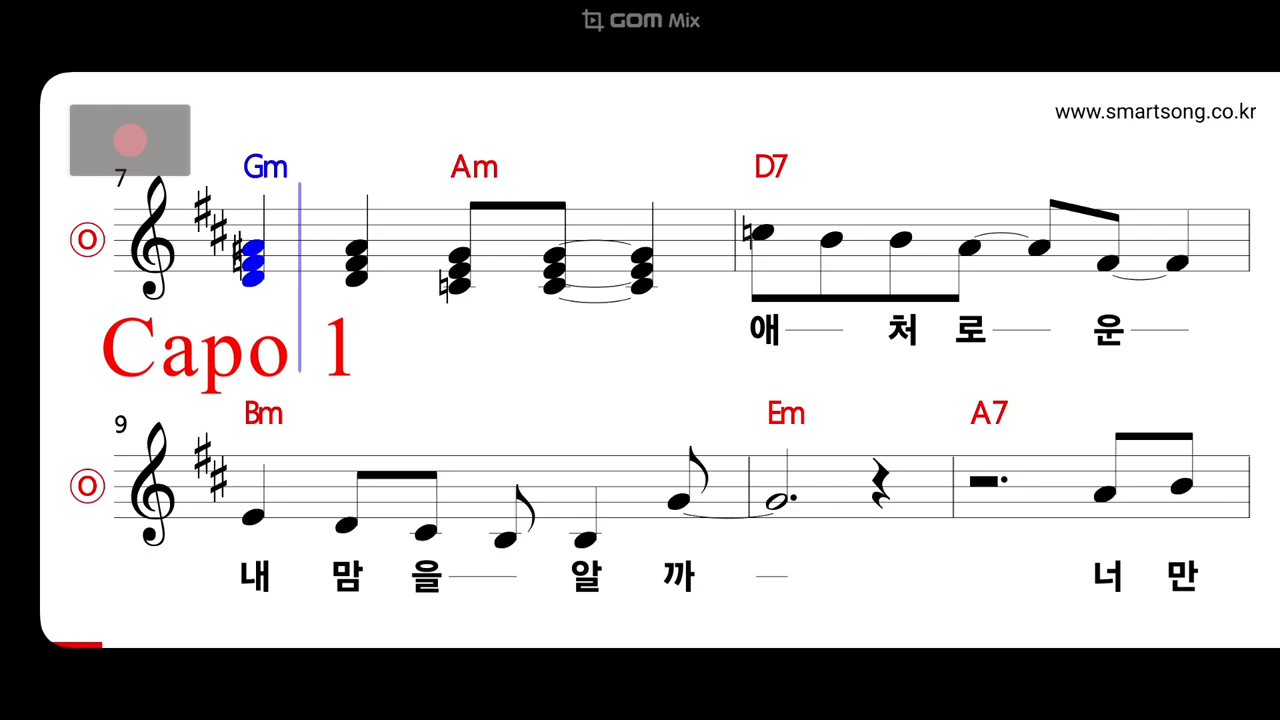 GOM Mix
www.smartsong.co.kr
7
Gm Am D7
O
애 처 로 운
Capo 1
Bm Em A7
9
O
내 맘 을 알 까 너 만